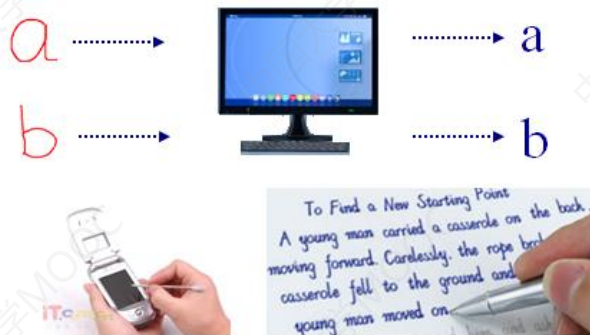 a
a
b
b
To Find a New Starting Point
A young man carried a casserole on the back
moving forward. Carelessly, the rope
casserole fell to the ground and
young man moved on